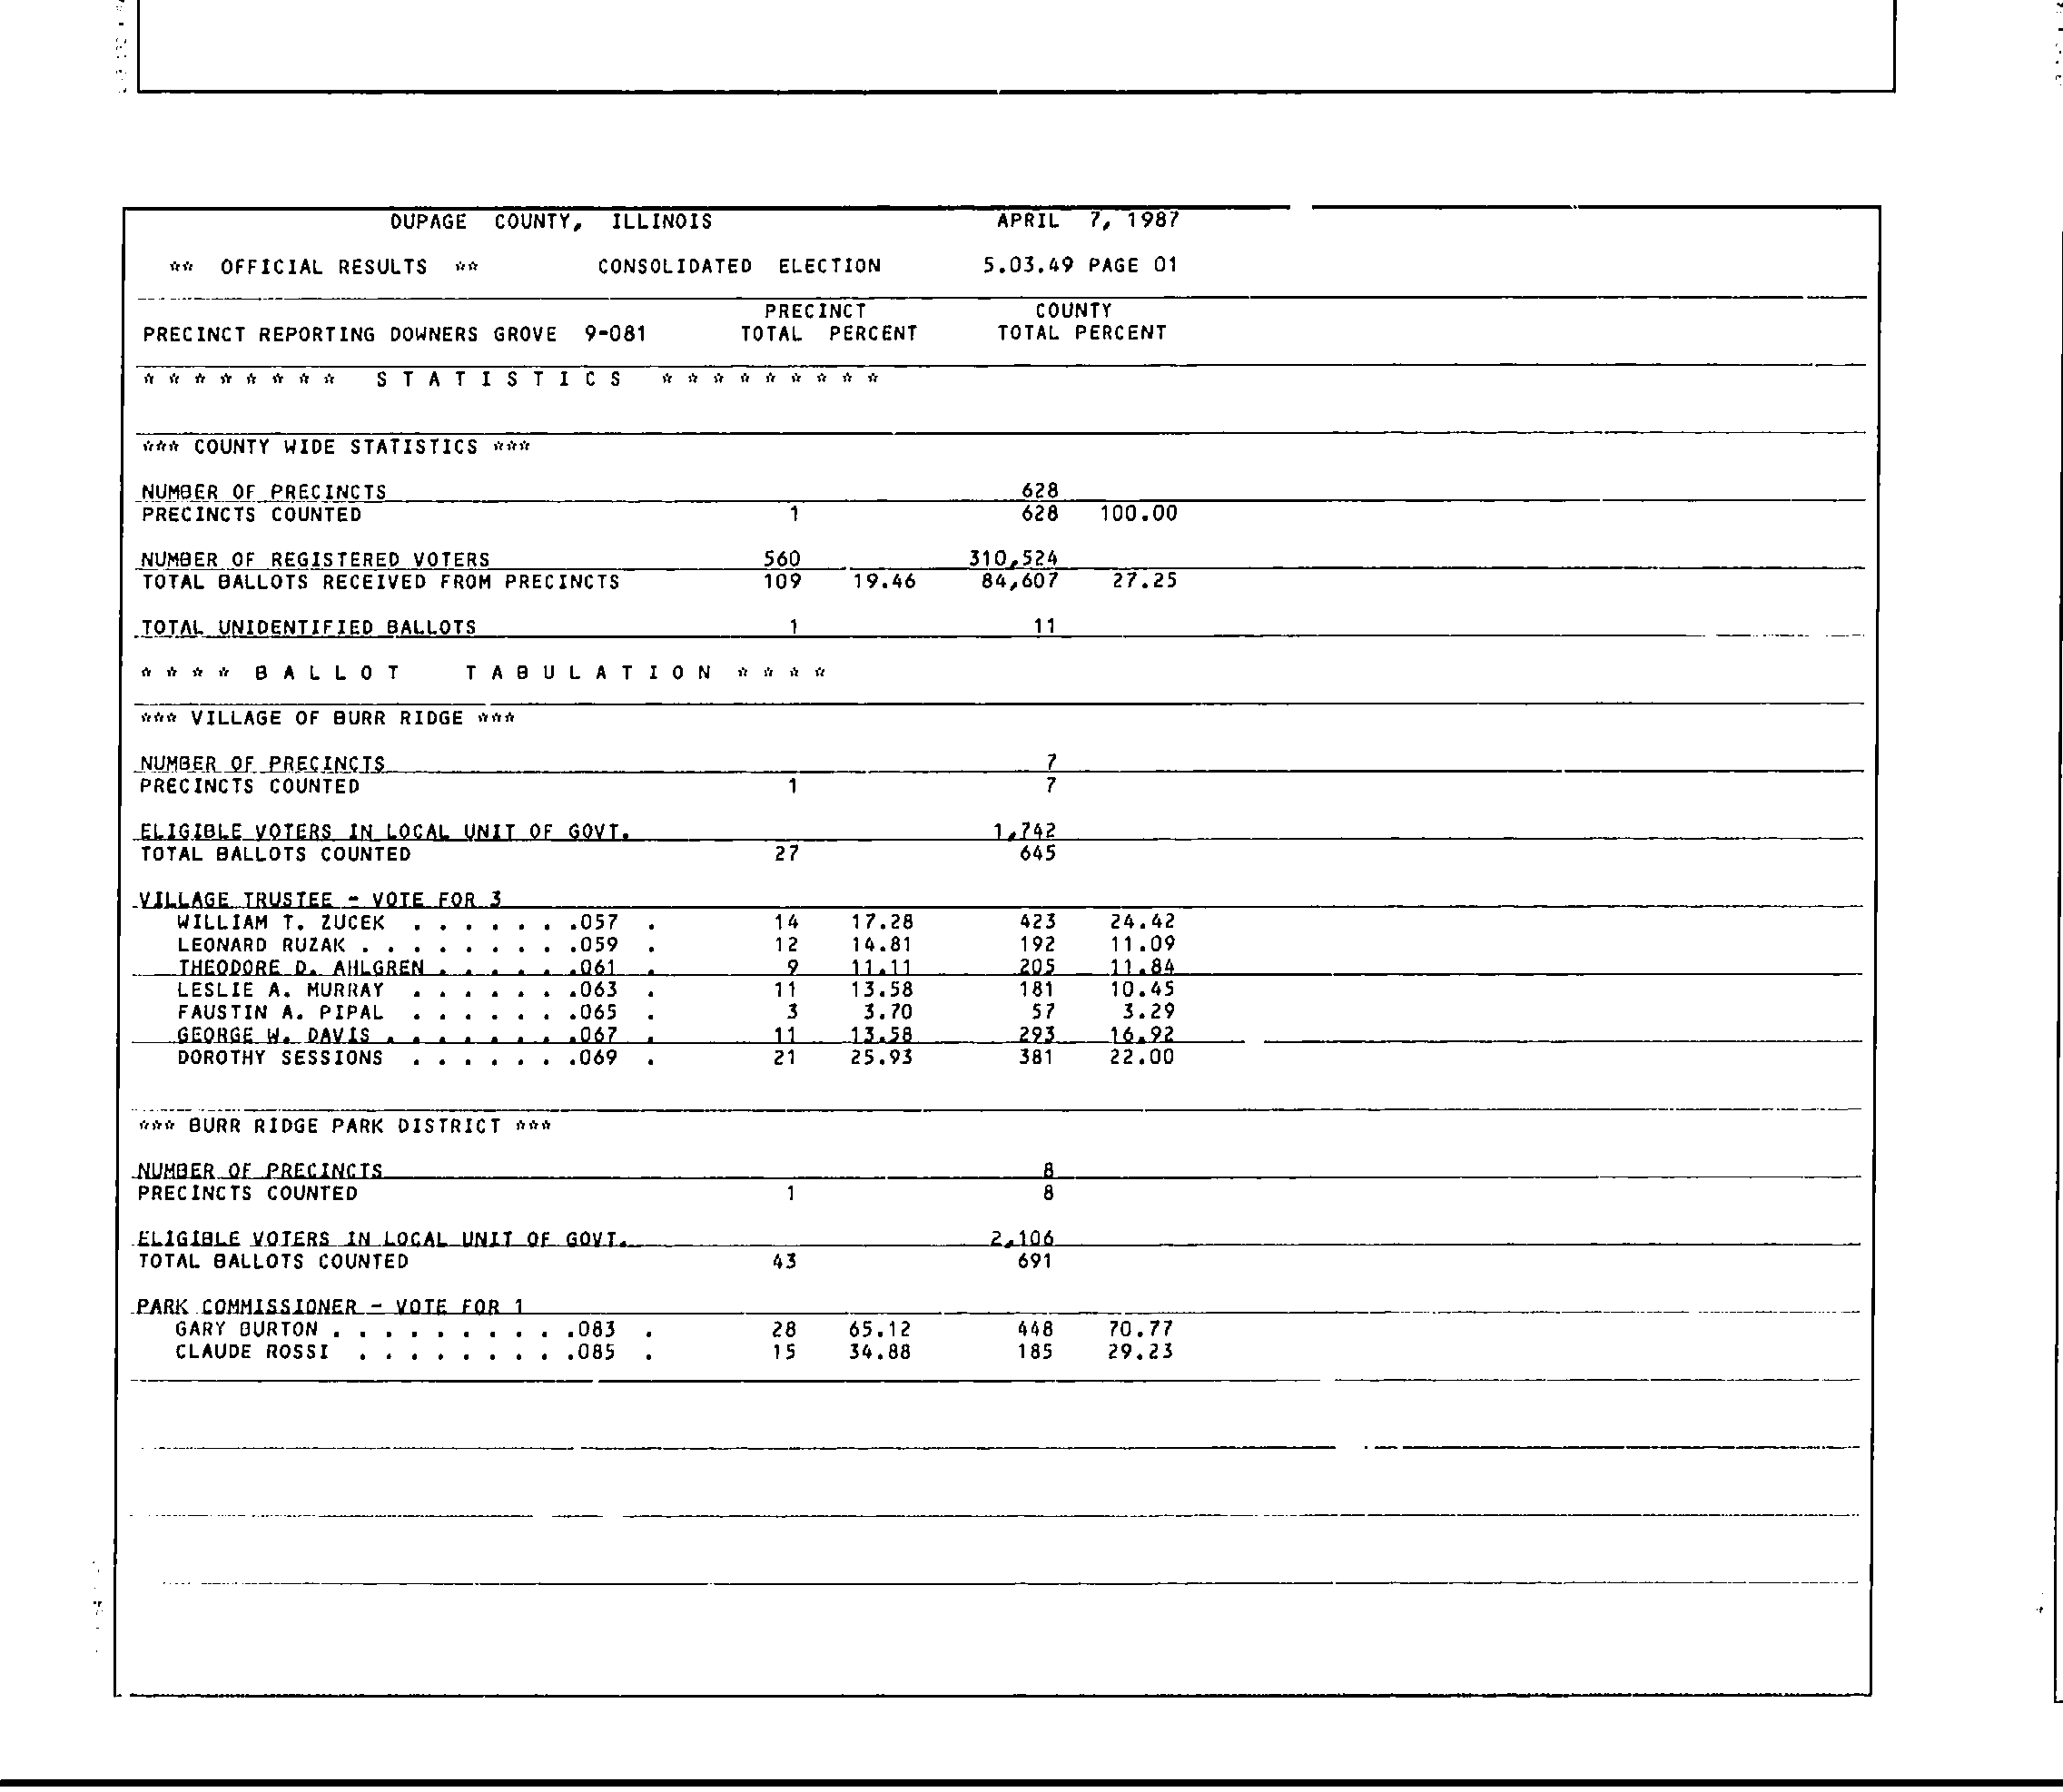 DUPAGE COUNTY, ILLINOIS APRIL 7, 1987
** OFFICIAL RESULTS ** CONSOLIDATED ELECTION 5.03.49 PAGE 01
PRECINCT COUNTY
PRECINCT REPORTING DOWNERS GROVE 9-081 TOTAL PERCENT TOTAL PERCENT
* * * * * * * * S T A T I S T I C S * * * * * * * * *
*** COUNTY WIDE STATISTICS ***
NUMBER OF PRECINCTS 628
PRECINCTS COUNTED 1 628 100.00
NUMBER OF REGISTERED VOTERS 560 310,524
TOTAL BALLOTS RECEIVED FROM PRECINCTS 109 19.46 84,607 27.25
TOTAL UNIDENTIFIED BALLOTS 1 11
* * * * B A L L O T T A B U L A T I O N * * * *
*** VILLAGE OF BURR RIDGE ***
NUMBER OF PRECINCTS 7
PRECINCTS COUNTED 1 7
ELIGIBLE VOTERS IN LOCAL UNIT OF GOVT. 1,742
TOTAL BALLOTS COUNTED 27 645
VILLAGE TRUSTEE - VOTE FOR 3
WILLIAM T. ZUCEK . . . . . . .057 . 14 17.28 423 24.42
LEONARD RUZAK . . . . . . . . .059 . 12 14.81 192 11.09
THEODORE D. AHLGREN . . . . . .061 . 9 11.11 205 11.84
LESLIE A. MURRAY . . . . . . .063 . 11 13.58 181 10.45
FAUSTIN A. PIPAL . . . . . . .065 . 3 3.70 57 3.29
GEORGE W. DAVIS . . . . . . . .067 . 11 13.58 293 16.92
DOROTHY SESSIONS . . . . . . .069 . 21 25.93 381 22.00
*** BURR RIDGE PARK DISTRICT ***
NUMBER OF PRECINCTS 8
PRECINCTS COUNTED 1 8
ELIGIBLE VOTERS IN LOCAL UNIT OF GOVT. 2,106
TOTAL BALLOTS COUNTED 43 691
PARK COMMISSIONER - VOTE FOR 1
GARY BURTON . . . . . . . . . .083 . 28 65.12 448 70.77
CLAUDE ROSSI . . . . . . . . .085 . 15 34.88 185 29.23